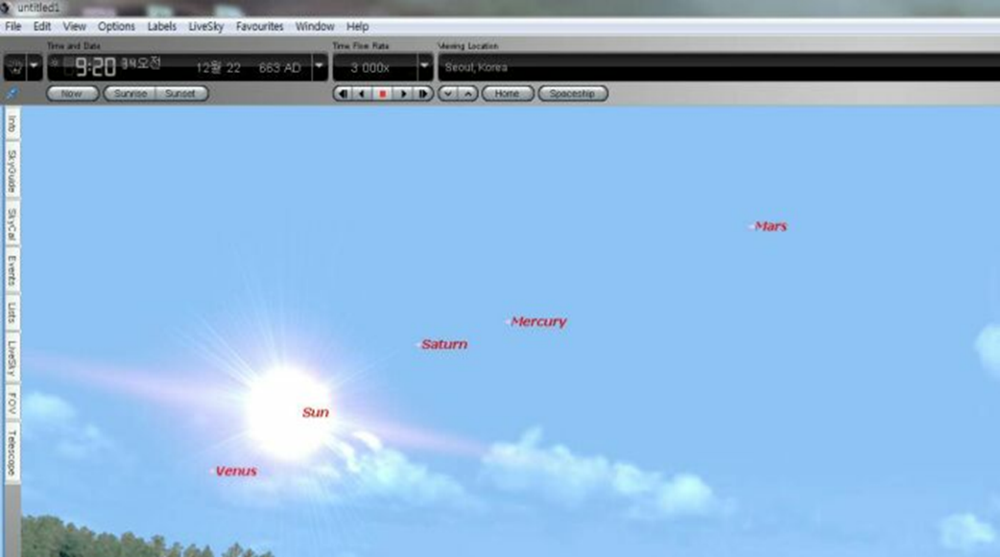 untitled1
File Edit View Options Labels LiveSky Favourites Window Help
Time and Date Time Flow Rate Viewing Location
9:20 오전 12월 22 663 AD 3 000x Seoul, Korea
Now Sunrise Sunset Home Spaceship
Info
SkyGuide
SkyCal
Events
Lists
LiveSky
FOV
Telescope
Mars
Mercury
Saturn
Sun
Venus